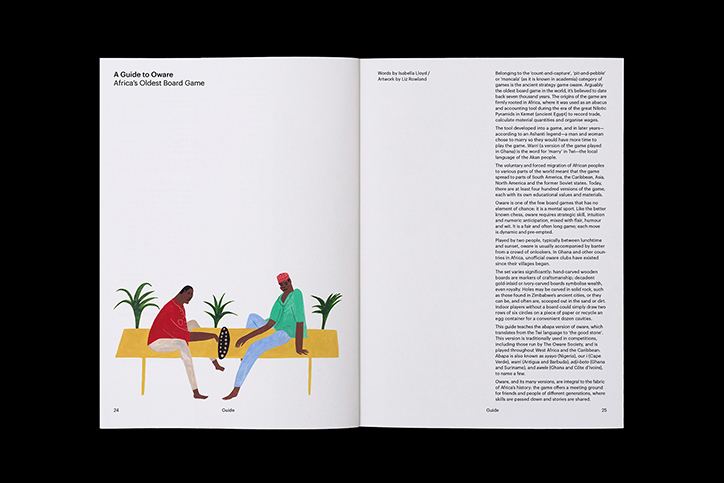 A Guide to Oware
Africa's Oldest Board Game
24
Guide
Words by Isabella Lloyd /
Artwork by Liz Rowland
Belonging to the 'count-and-capture', 'pit-and-pebble'
or 'mancala' (as it is known in academia) category of
games is the ancient strategy game oware. Arguably
the oldest board game in the world, it's believed to date
back seven thousand years. The origins of the game are
firmly rooted in Africa, where it was used as an abacus
and accounting tool during the era of the great Nilotic
Pyramids in Kemet (ancient Egypt) to record trade,
calculate material quantities and organise wages.
The tool developed into a game, and in later years—
according to an Ashanti legend—a man and woman
chose to marry so they would have more time to
play the game. Warri (a version of the game played
in Ghana) is the word for 'marry' in Twi—the local
language of the Akan people.
The voluntary and forced migration of African peoples
to various parts of the world meant that the game
spread to parts of South America, the Caribbean, Asia,
North America and the former Soviet states. Today,
there are at least four hundred versions of the game,
each with its own educational values and materials.
Oware is one of the few board games that has no
element of chance: it is a mental sport. Like the better
known chess, oware requires strategic skill, intuition
and numeric anticipation, mixed with flair, humour
and wit. It is a fair and often long game; each move
is dynamic and pre-empted.
Played by two people, typically between lunchtime
and sunset, oware is usually accompanied by banter
from a crowd of onlookers. In Ghana and other coun-
tries in Africa, unofficial oware clubs have existed
since their villages began.
The set varies significantly: hand-carved wooden
boards are markers of craftsmanship; decadent
gold-inlaid or ivory-carved boards symbolise wealth,
even royalty. Holes may be carved in solid rock, such
as those found in Zimbabwe's ancient cities, or they
can be, and often are, scooped out in the sand or dirt.
Indoor players without a board could simply draw two
rows of six circles on a piece of paper or recycle an
egg container for a convenient dozen cavities.
This guide teaches the abapa version of oware, which
translates from the Twi language to 'the good stone'.
This version is traditionally used in competitions,
including those run by The Oware Society, and is
played throughout West Africa and the Caribbean.
Abapa is also known as ayayo (Nigeria), ouri (Cape
Verde), warri (Antigua and Barbuda), adji-boto (Ghana
and Suriname), and awele (Ghana and Côte d'Ivoire),
to name a few.
Oware, and its many versions, are integral to the fabric
of Africa's history: the game offers a meeting ground
for friends and people of different generations, where
skills are passed down and stories are shared.
Guide
25